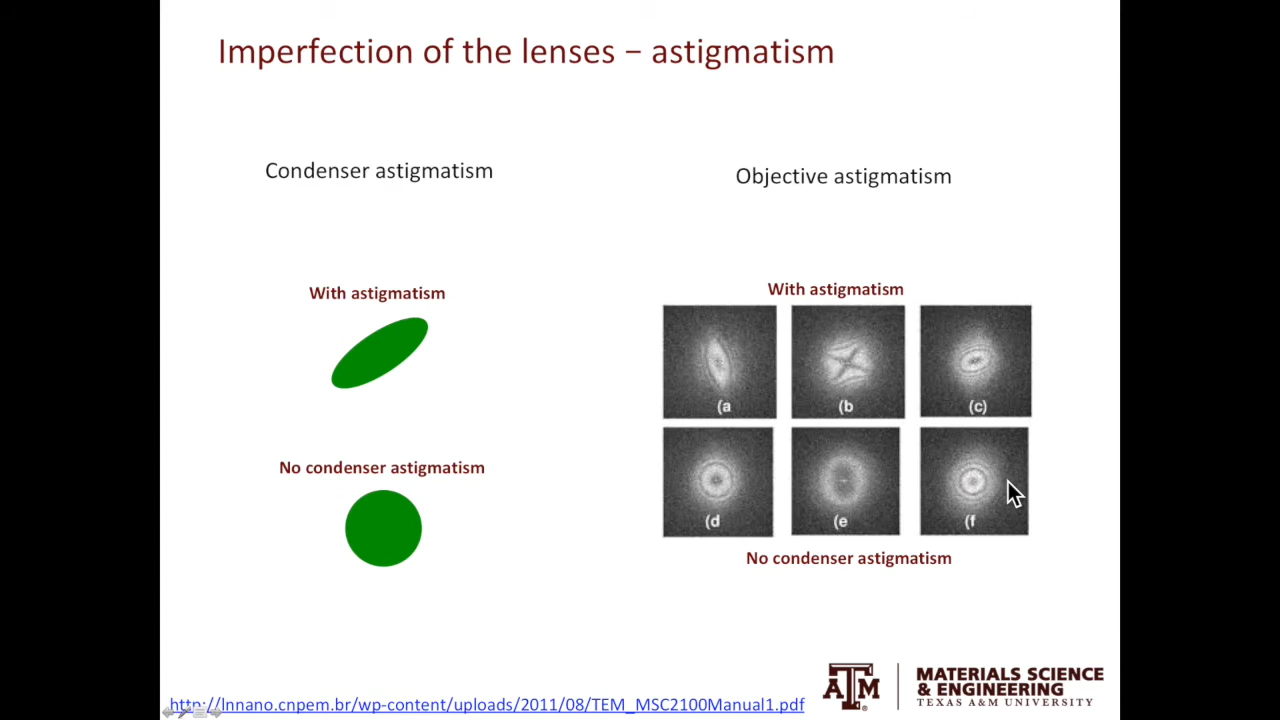 Imperfection of the lenses – astigmatism
Condenser astigmatism
With astigmatism
No condenser astigmatism
Objective astigmatism
With astigmatism
(a
(b
(c)
(d
(e
(f
No condenser astigmatism
http://lnnano.cnpem.br/wp-content/uploads/2011/08/TEM_MSC2100Manual1.pdf
ATM
MATERIALS SCIENCE
& ENGINEERING
TEXAS A&M UNIVERSITY